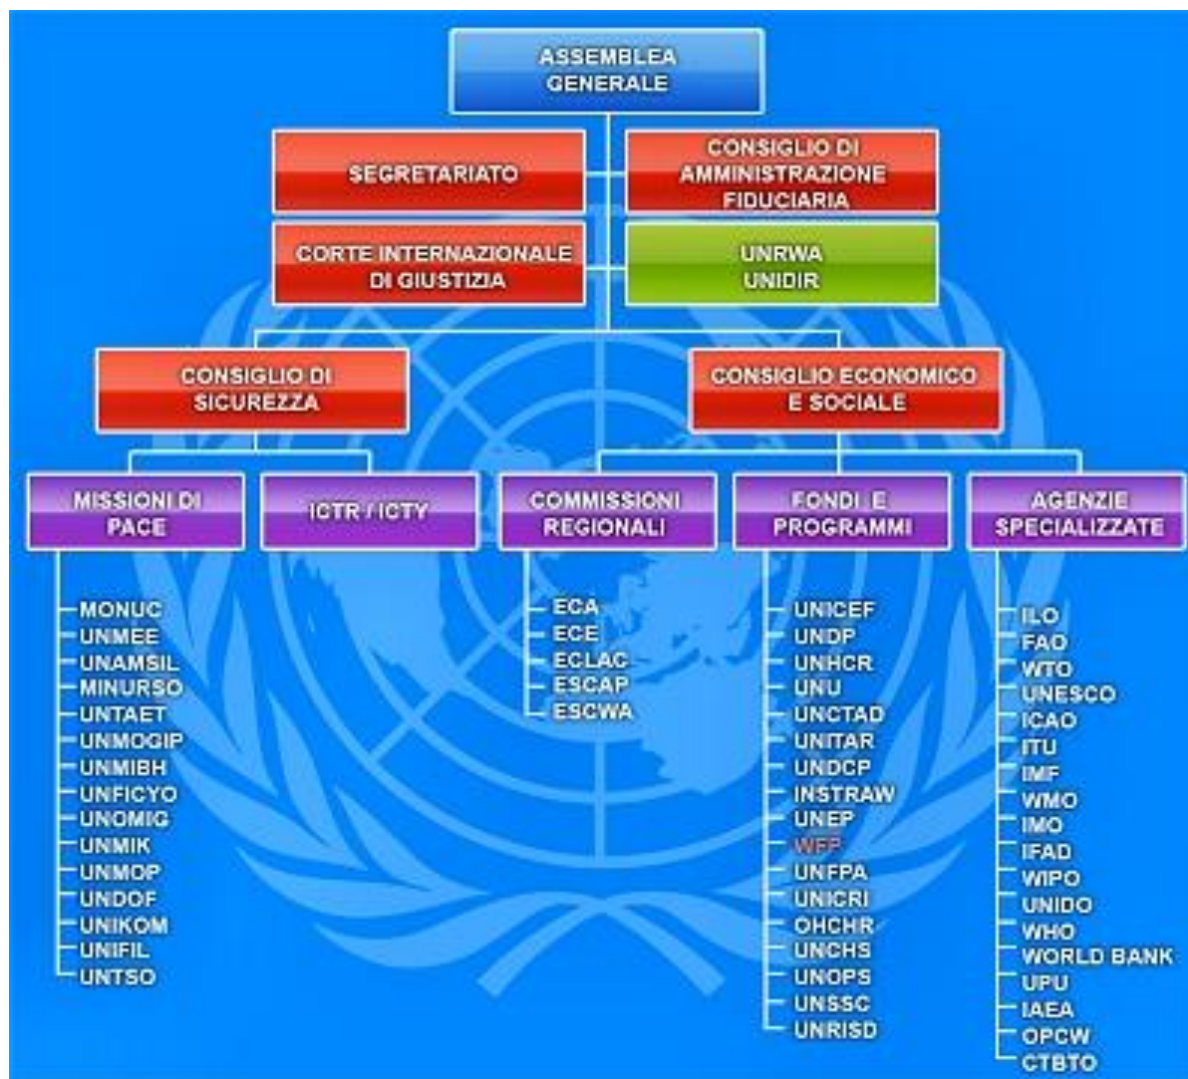 ASSEMBLEA
GENERALE
SEGRETARIATO
CONSIGLIO DI
AMMINISTRAZIONE
FIDUCIARIA
CORTE INTERNAZIONALE
DI GIUSTIZIA
UNRWA
UNIDIR
CONSIGLIO DI
SICUREZZA
CONSIGLIO ECONOMICO
E SOCIALE
MISSIONI DI
PACE
ICTR / ICTY
COMMISSIONI
REGIONALI
FONDI E
PROGRAMMI
AGENZIE
SPECIALIZZATE
MONUC
UNMEE
UNAMSIL
MINURSO
UNTAET
UNMOGIP
UNMIBH
UNFICYO
UNOMIG
UNMIK
UNMOP
UNDOF
UNIKOM
UNIFIL
UNTSO
ECA
ECE
ECLAC
ESCAP
ESCWA
UNICEF
UNDP
UNHCR
UNU
UNCTAD
UNITAR
UNDCP
INSTRAW
UNEP
WFP
UNFPA
UNICRI
OHCHR
UNCHS
UNOPS
UNSSC
UNRISD
ILO
FAO
WTO
UNESCO
ICAO
ITU
IMF
WMO
IMO
IFAD
WIPO
UNIDO
WHO
WORLD BANK
UPU
IAEA
OPCW
CTBTO